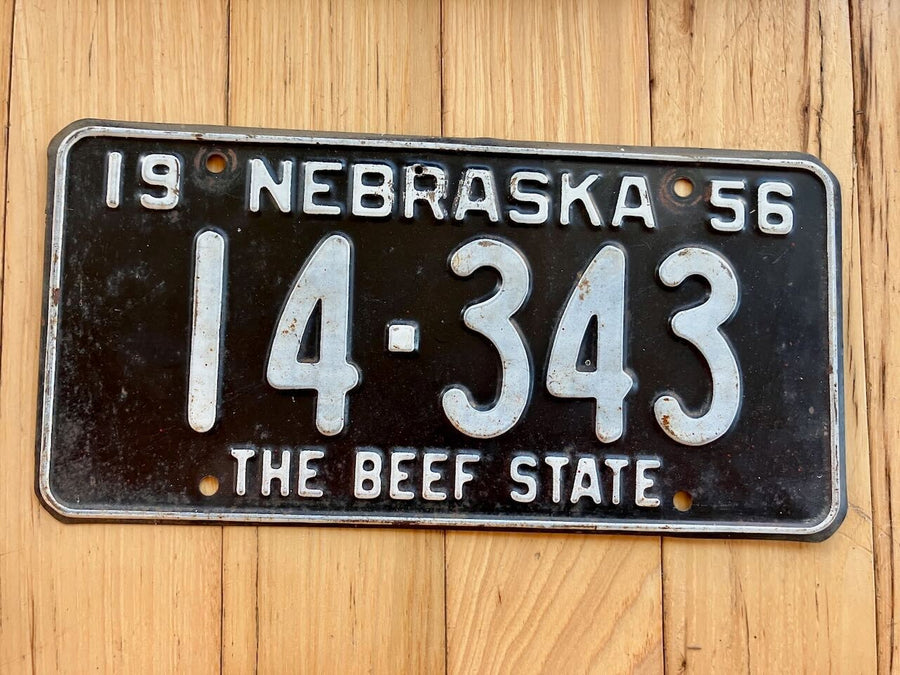 19 NEBRASKA 56
14·343
THE BEEF STATE